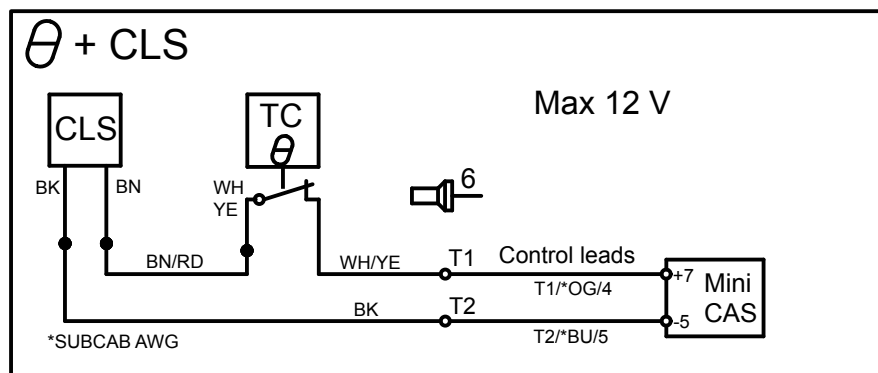 θ + CLS
Max 12 V
CLS
TC
θ
BK
BN
WH
YE
6
BN/RD
WH/YE
T1
Control leads
T1/*OG/4
+7
Mini
CAS
BK
T2
-5
T2/*BU/5
*SUBCAB AWG